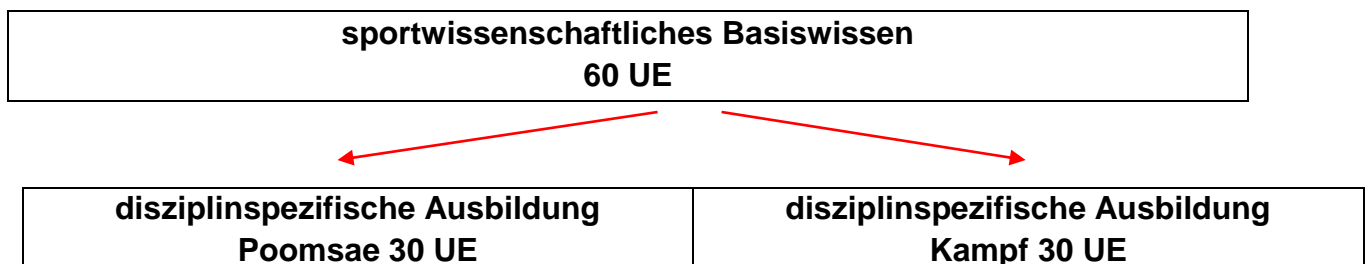 sportwissenschaftliches Basiswissen
60 UE
disziplinspezifische Ausbildung
Poomsae 30 UE
disziplinspezifische Ausbildung
Kampf 30 UE